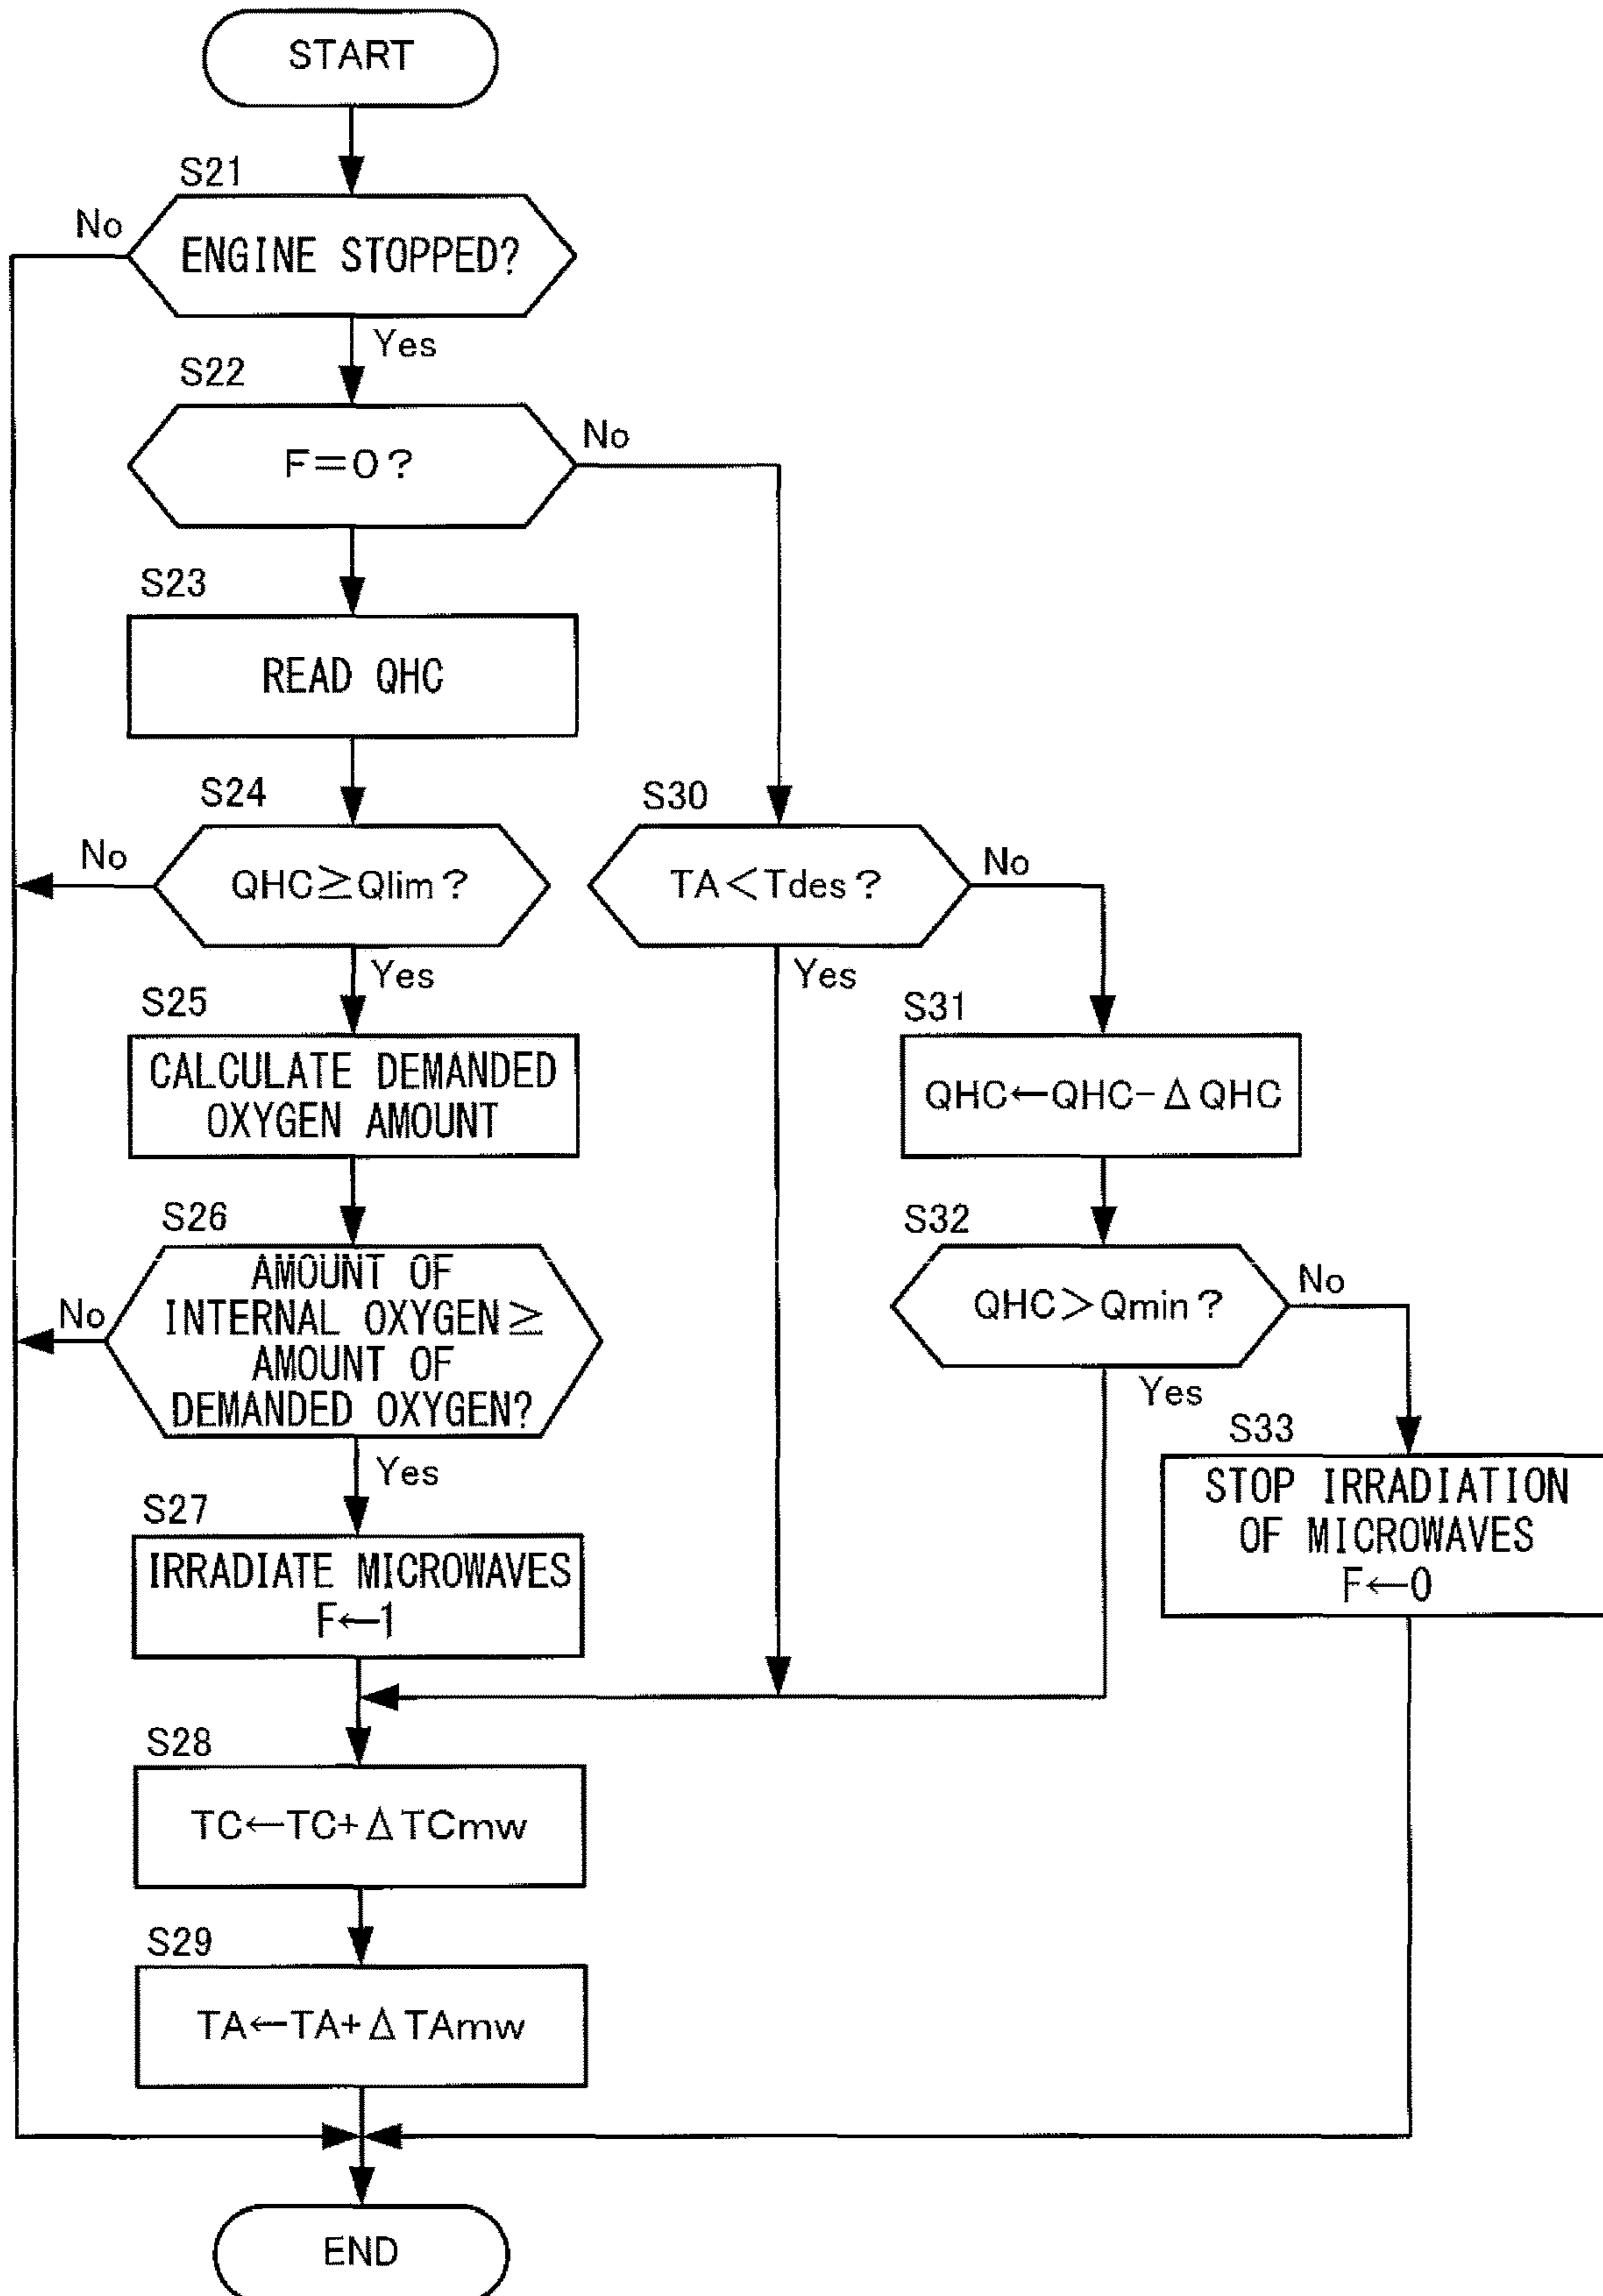 START
S21
No
ENGINE STOPPED?
Yes
S22
F=0?
No
S23
READ QHC
S24
No
QHC≧Qlim?
Yes
S30
TA<Tdes?
No
Yes
S25
CALCULATE DEMANDED
OXYGEN AMOUNT
S31
QHC←QHC-ΔQHC
S26
No
AMOUNT OF
INTERNAL OXYGEN≥
AMOUNT OF
DEMANDED OXYGEN?
Yes
S32
QHC>Qmin?
No
Yes
S33
STOP IRRADIATION
OF MICROWAVES
F←0
S27
IRRADIATE MICROWAVES
F←1
S28
TC←TC+ΔTCmw
S29
TA←TA+ΔTAmw
END